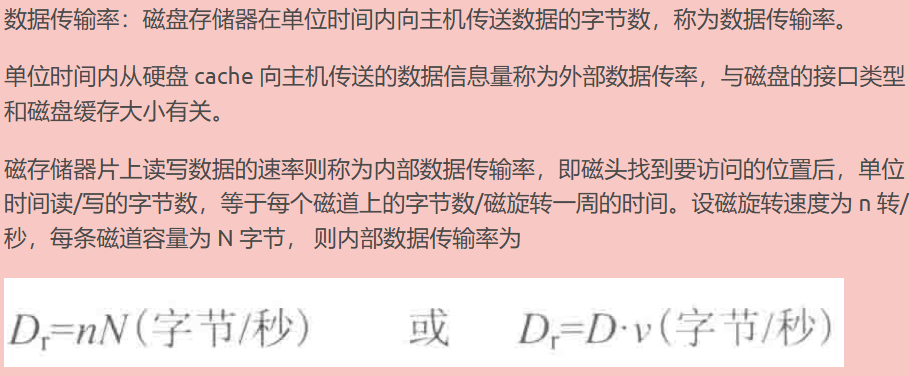 数据传输率：磁盘存储器在单位时间内向主机传送数据的字节数，称为数据传输率。
单位时间内从硬盘 cache 向主机传送的数据信息量称为外部数据传率，与磁盘的接口类型
和磁盘缓存大小有关。
磁存储器片上读写数据的速率则称为内部数据传输率，即磁头找到要访问的位置后，单位
时间读/写的字节数，等于每个磁道上的字节数/磁旋转一周的时间。设磁旋转速度为 n 转/
秒，每条磁道容量为 N 字节， 则内部数据传输率为
Dr=nN(字节/秒) 或 Dr=D·v(字节/秒)